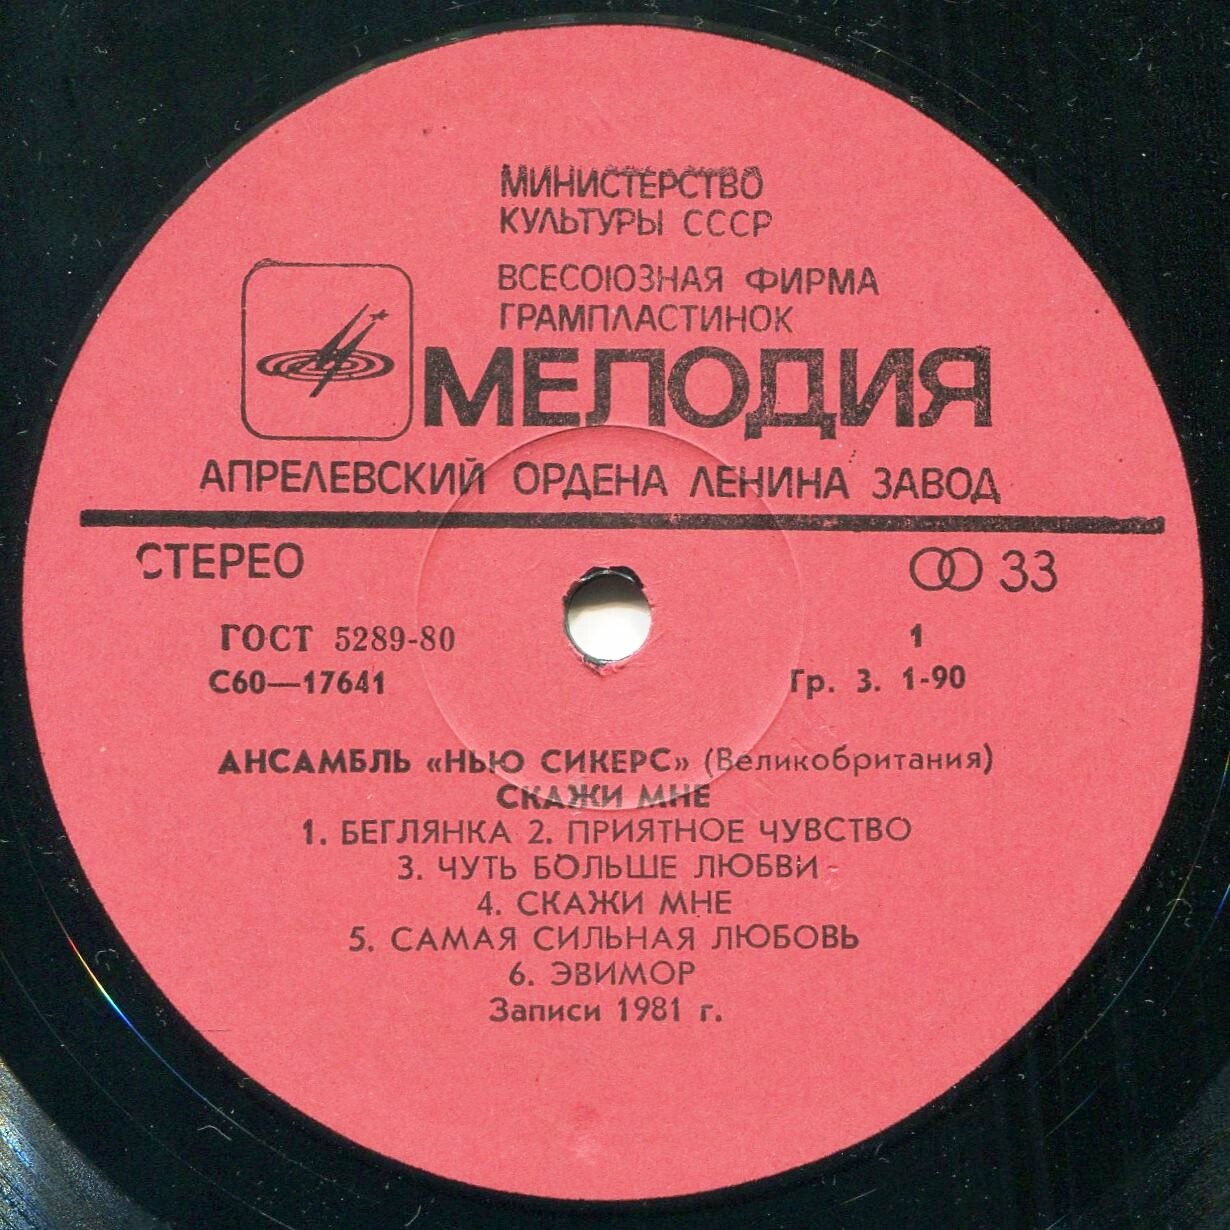 МИНИСТЕРСТВО
КУЛЬТУРЫ СССР
ВСЕСОЮЗНАЯ ФИРМА
ГРАМПЛАСТИНОК
МЕЛОДИЯ
АПРЕЛЕВСКИЙ ОРДЕНА ЛЕНИНА ЗАВОД
СТЕРЕО 33
ГОСТ 5289-80 1
С60—17641 Гр. 3. 1-90
АНСАМБЛЬ «НЬЮ СИКЕРС» (Великобритания)
СКАЖИ МНЕ
1. БЕГЛЯНКА 2. ПРИЯТНОЕ ЧУВСТВО
3. ЧУТЬ БОЛЬШЕ ЛЮБВИ
4. СКАЖИ МНЕ
5. САМАЯ СИЛЬНАЯ ЛЮБОВЬ
6. ЭВИМОР
Записи 1981 г.